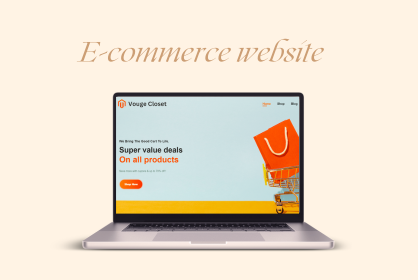 E-commerce website
Vouge Closet
Home Shop Blog
We Bring The Good Cart To Life
Super value deals
On all products
Shop Now